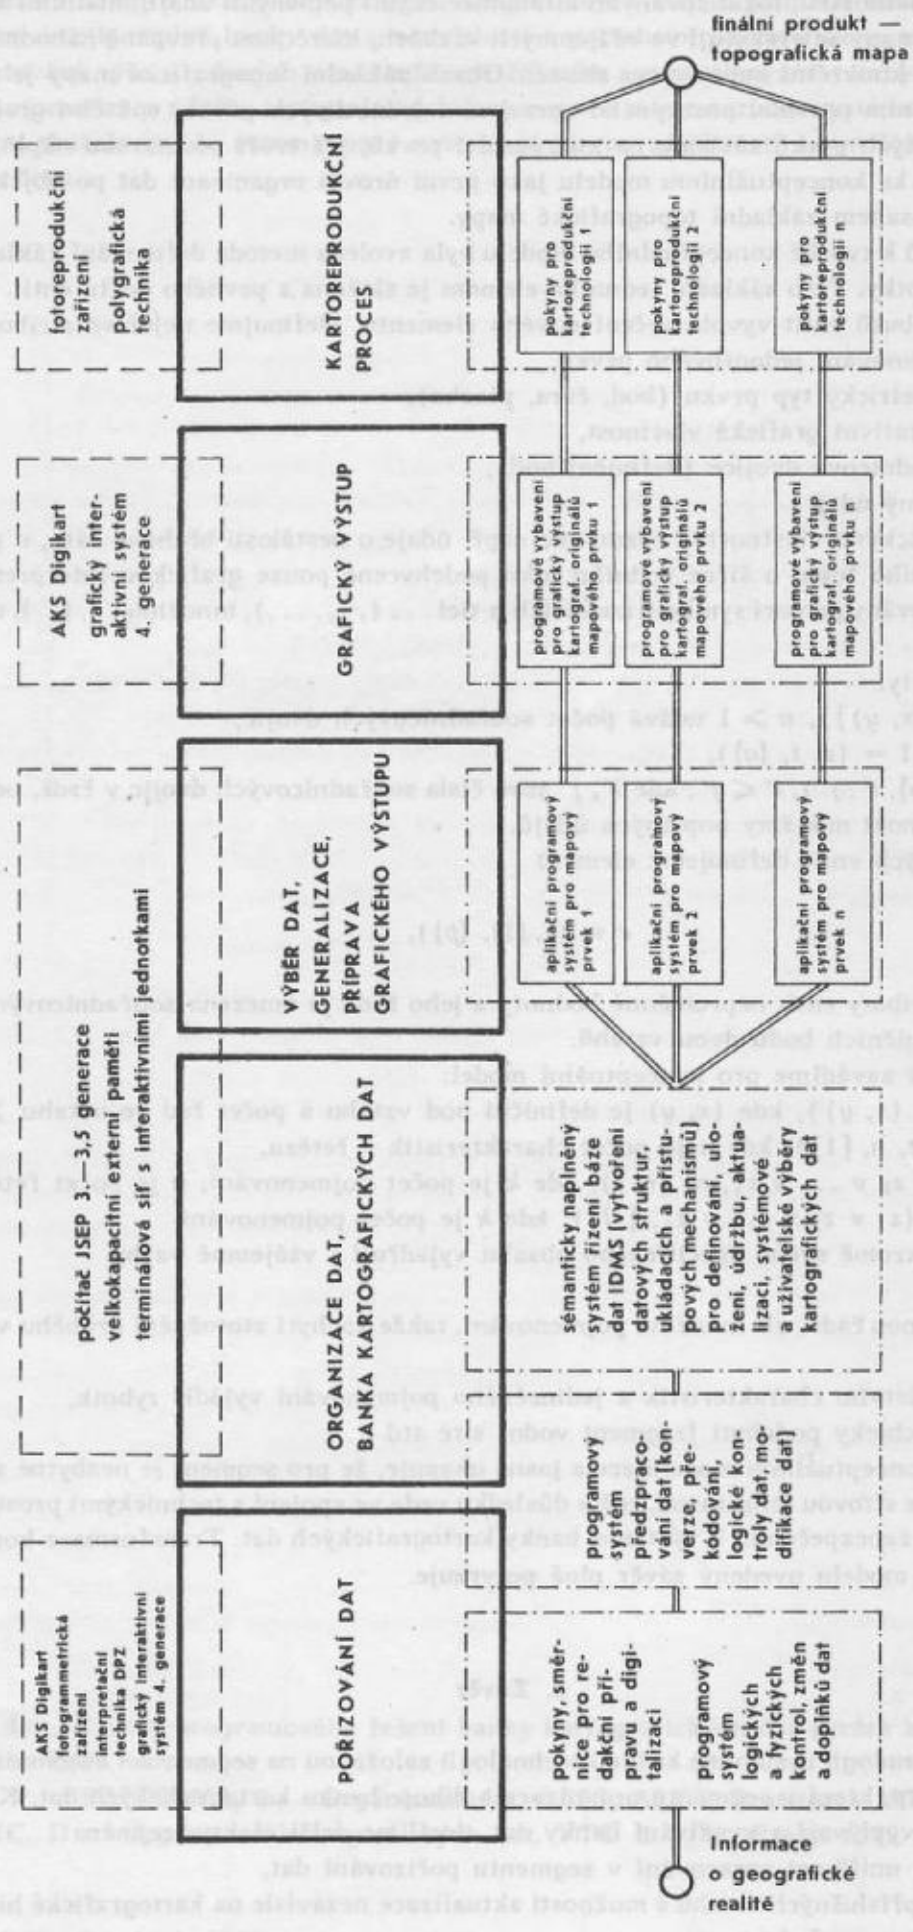 finální produkt —
topografická mapa
fotoreprodukční
zařízení
polygrafická
technika
KARTOREPRODUKČNÍ
PROCES
pokyny pro
kartoreprodukční
technologii 1
pokyny pro
kartoreprodukční
technologii 2
pokyny pro
kartoreprodukční
technologii n
AKS Digikart
grafický inter-
aktivní systém
4. generace
GRAFICKÝ VÝSTUP
programové vybavení
pro grafický výstup
kartograf. originálů
mapového prvku 1
programové vybavení
pro grafický výstup
kartograf. originálů
mapoveho prvku 2
programové vybavení
pro grafický výstup
kartograf. originálů
mapoveho prvku n
počítač JSEP 3.—3,5 generace
velkokapacitní externí paměti
terminálová síť s interaktivními jednotkami
VÝBĚR DAT,
GENERALIZACE,
PŘÍPRAVA
GRAFICKÉHO VÝSTUPU
aplikační programový
systém pro mapový
prvek 1
aplikační programový
systém pro mapový
prvek 2
aplikační programový
systém pro mapový
prvek n
ORGANIZACE DAT,
BANKA KARTOGRAFICKÝCH DAT
sémanticky naplněný
systém řízení báze
dat IDMS [vytvoření
datových struktur,
ukládacích a přístu-
pových mechanismů]
pro definování, ulo-
žení, údržbu, aktua-
lizaci, systémové
a uživatelské výběry
kartografických dat
programový
systém
předzpraco-
vání dat [kon-
verze, pře-
kódování,
logické kon-
troly dat, mo-
difikace dat]
AKS Digikart
fotogrammetrická
zařízení
interpretační
technika DPZ
grafický interaktivní
systém 4. generace
POŘIZOVÁNÍ DAT
pokyny, směr-
nice pro re-
dakční pří-
pravu a digi-
talizaci
programový
systém
logických
a fyzických
kontrol, změn
a doplňků dat
Informace
o geografické
realitě